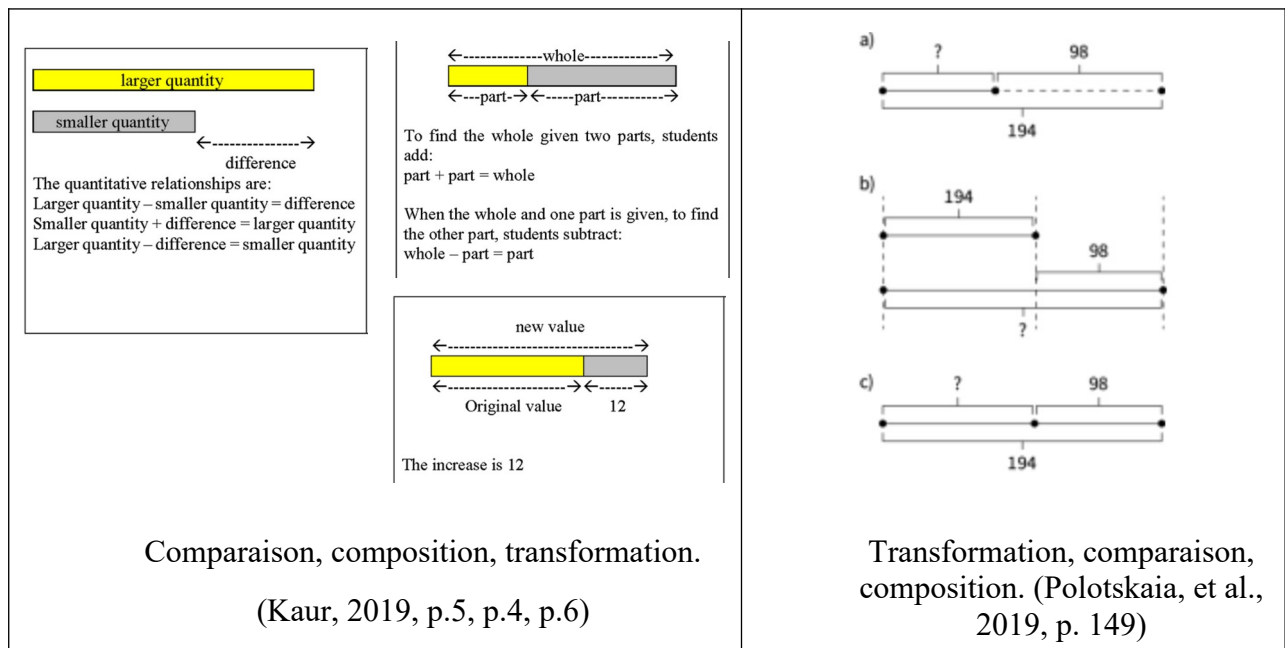 larger quantity
smaller quantity
difference
The quantitative relationships are:
Larger quantity – smaller quantity = difference
Smaller quantity + difference = larger quantity
Larger quantity – difference = smaller quantity
whole
part
part
To find the whole given two parts, students
add:
part + part = whole
When the whole and one part is given, to find
the other part, students subtract:
whole – part = part
new value
Original value
12
The increase is 12
Comparaison, composition, transformation.
(Kaur, 2019, p.5, p.4, p.6)
a)
?
98
194
b)
194
98
?
c)
?
98
194
Transformation, comparaison,
composition. (Polotskaia, et al.,
2019, p. 149)